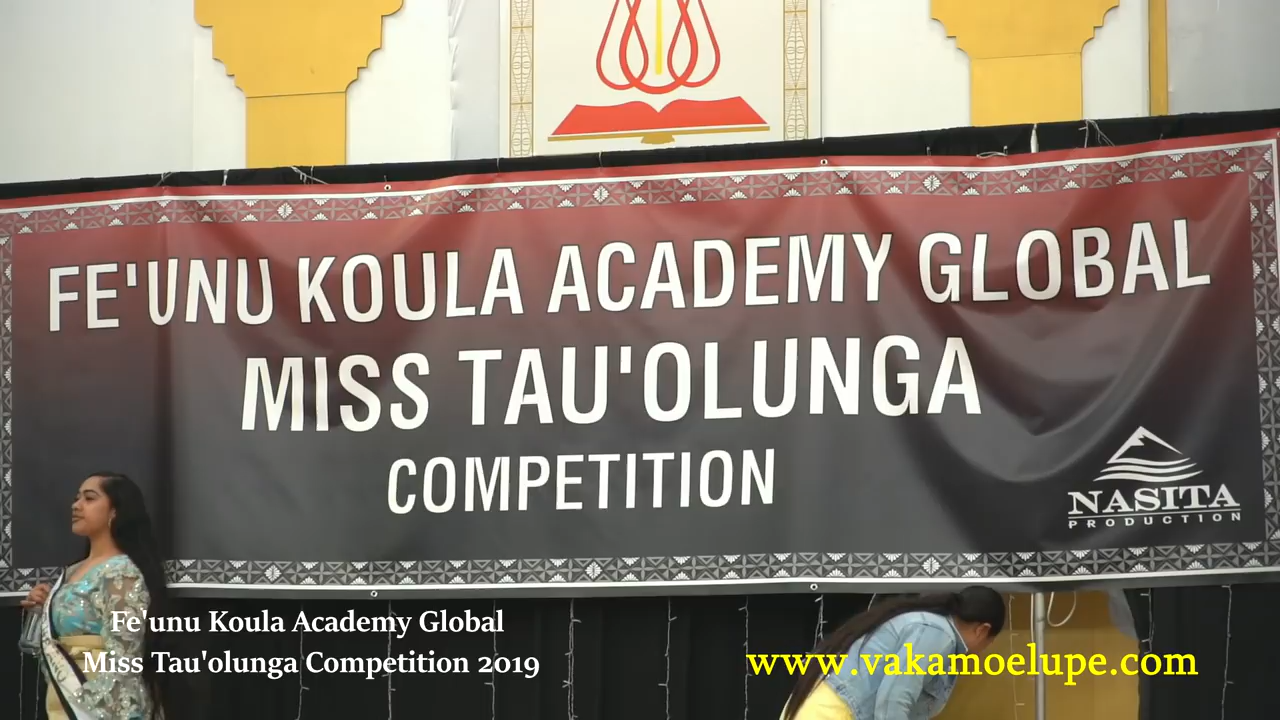 FE'UNU KOULA ACADEMY GLOBAL
MISS TAU'OLUNGA
COMPETITION
NASITA
PRODUCTION
Fe'unu Koula Academy Global
Miss Tau'olunga Competition 2019
www.vakamoelupe.com